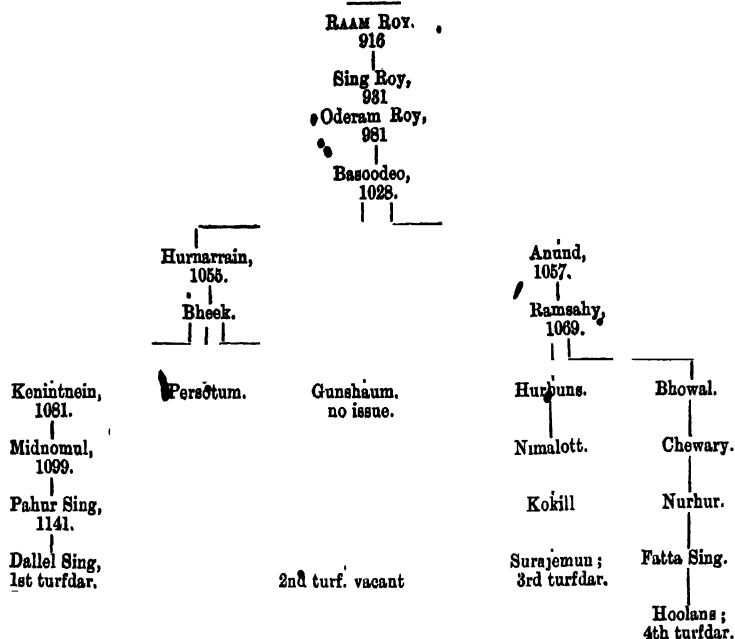 RAAM ROY.
916
Sing Roy,
931
Oderam Roy,
981
Basoodeo,
1028.
Hurnarrain,
1055.
Anund,
1057.
Bheek.
Ramsahy,
1069.
Kenintnein,
1081.
Persotum.
Gunshaum.
no issue.
Hurbuns.
Bhowal.
Midnomul,
1099.
Nimalott.
Chewary.
Pahur Sing,
1141.
Kokill
Nurhur.
Dallel Sing,
1st turfdar.
2nd turf. vacant
Surajemun;
3rd turfdar.
Fatta Sing.
Hoolans;
4th turfdar.